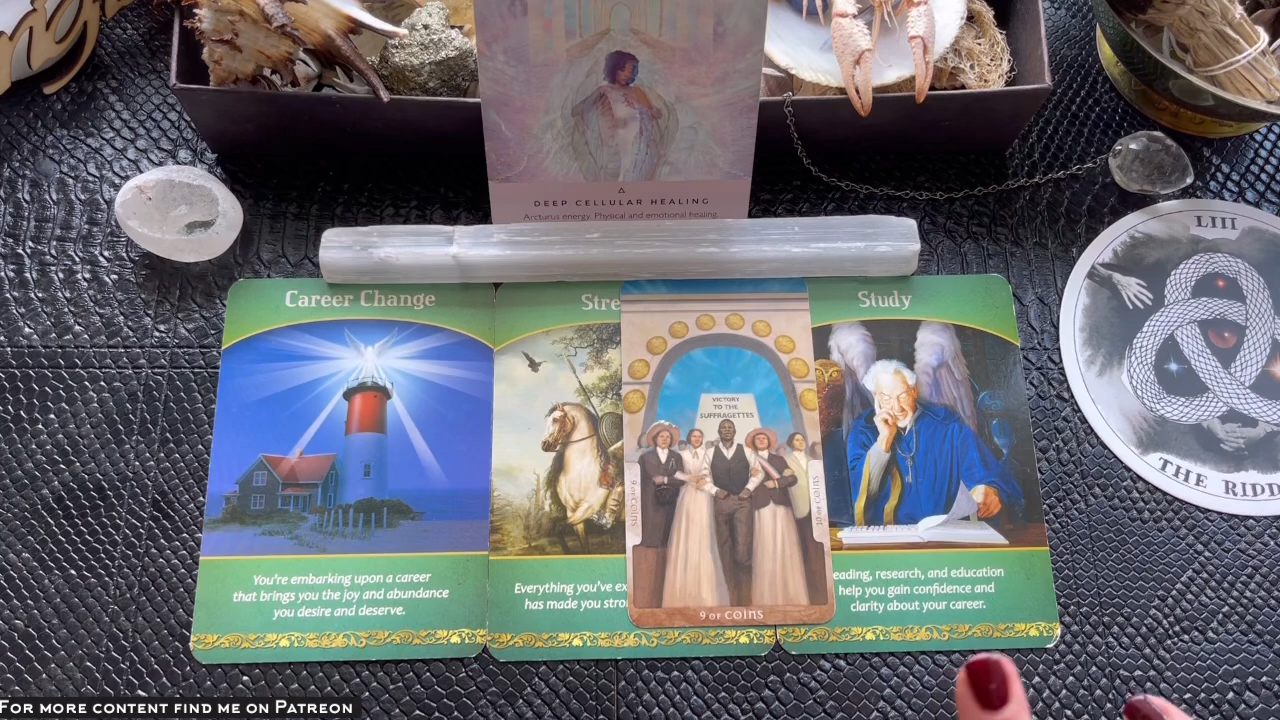 DEEP CELLULAR HEALING
Arcturus energy. Physical and emotional healing
LIII
THE RIDD
Career Change
You're embarking upon a career
that brings you the joy and abundance
you desire and deserve.
Stre
Everything you've ex
has made you stron
VICTORY
TO THE
SUFFRAGETTES
9 OF COINS
10 OF COINS
9 OF COINS
Study
eading, research, and education
help you gain confidence and
clarity about your career.
FOR MORE CONTENT FIND ME ON PATREON